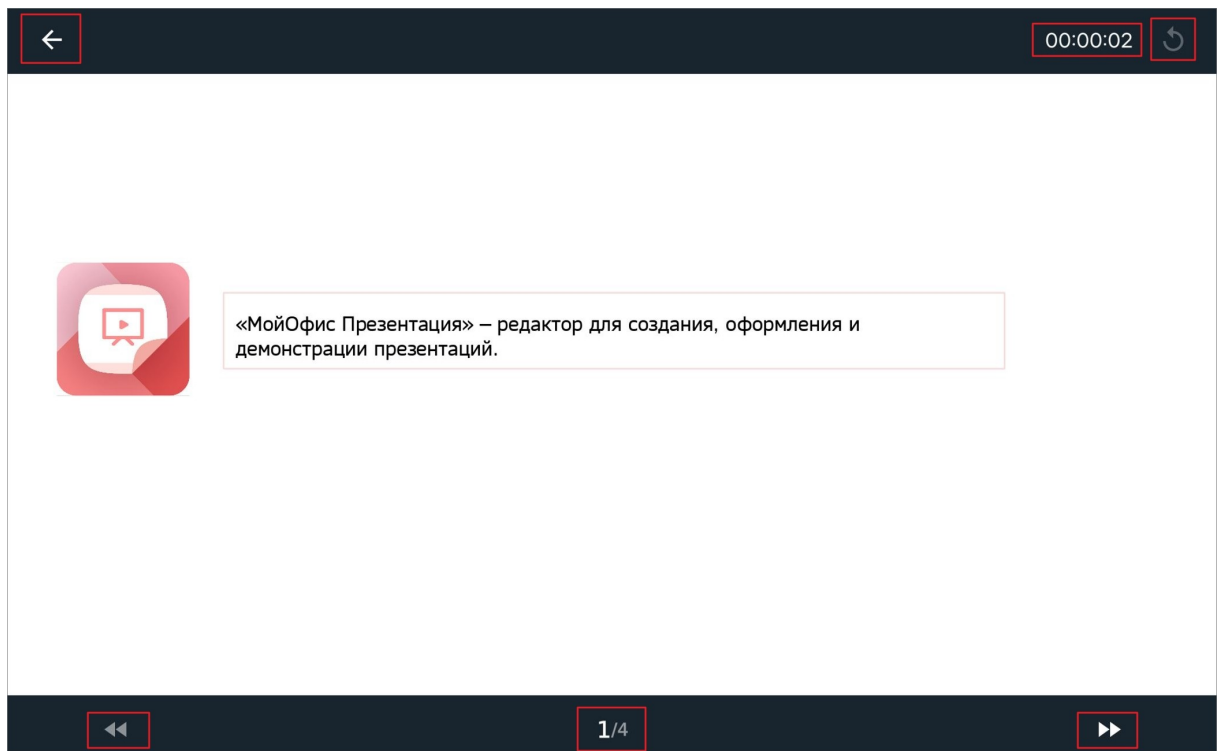 00:00:02
«МойОфис Презентация» – редактор для создания, оформления и
демонстрации презентаций.
1/4